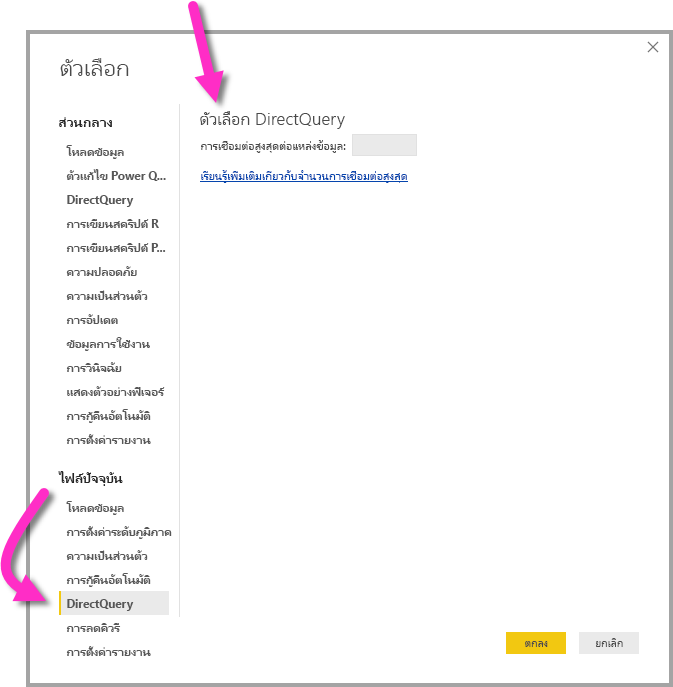 ตัวเลือก
ส่วนกลาง
โหลดข้อมูล
ตัวแก้ไข Power Q...
DirectQuery
การเขียนสคริปต์ R
การเขียนสคริปต์ P...
ความปลอดภัย
ความเป็นส่วนตัว
การอัปเดต
ข้อมูลการใช้งาน
การวินิจฉัย
แสดงตัวอย่างฟีเจอร์
การกู้คืนอัตโนมัติ
การตั้งค่ารายงาน
ไฟล์ปัจจุบัน
โหลดข้อมูล
การตั้งค่าระดับภูมิภาค
ความเป็นส่วนตัว
การกู้คืนอัตโนมัติ
DirectQuery
การลดคิวรี
การตั้งค่ารายงาน
ตัวเลือก DirectQuery
การเชื่อมต่อสูงสุดต่อแหล่งข้อมูล:
เรียนรู้เพิ่มเติมเกี่ยวกับจำนวนการเชื่อมต่อสูงสุด
ตกลง
ยกเลิก